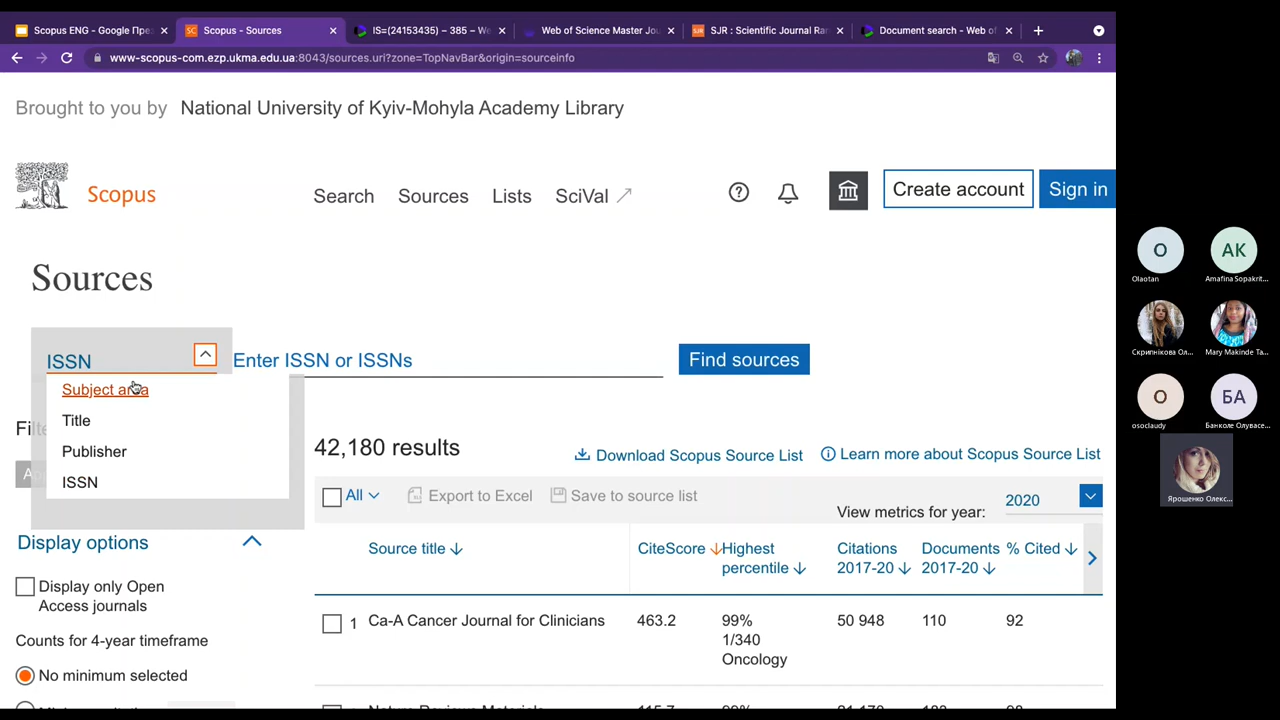 Scopus ENG - Google Пре
Scopus - Sources
IS=(24153435) – 385 – We
Web of Science Master Jou
SJR : Scientific Journal Ra
Document search - Web of
www-scopus-com.ezp.ukma.edu.ua:8043/sources.uri?zone=TopNavBar&origin=sourceinfo
Brought to you by National University of Kyiv-Mohyla Academy Library
Scopus
Search Sources Lists SciVal
Create account
Sign in
Sources
ISSN
Enter ISSN or ISSNs
Find sources
Subject area
Title
Publisher
ISSN
42,180 results
Download Scopus Source List
Learn more about Scopus Source List
All
Export to Excel
Save to source list
View metrics for year:
2020
Display options
Display only Open
Access journals
Counts for 4-year timeframe
No minimum selected
Source title
CiteScore
Highest
percentile
Citations
2017-20
Documents
2017-20
% Cited
1 Ca-A Cancer Journal for Clinicians 463.2 99% 50 948 110 92
1/340
Oncology
O
Olaotan
АК
Amafina Sopakrit...
Скрипнікова Ол...
Mary Makinde Ta...
O
osoclaudy
БА
Банколе Олувасе...
Ярошенко Олекс...